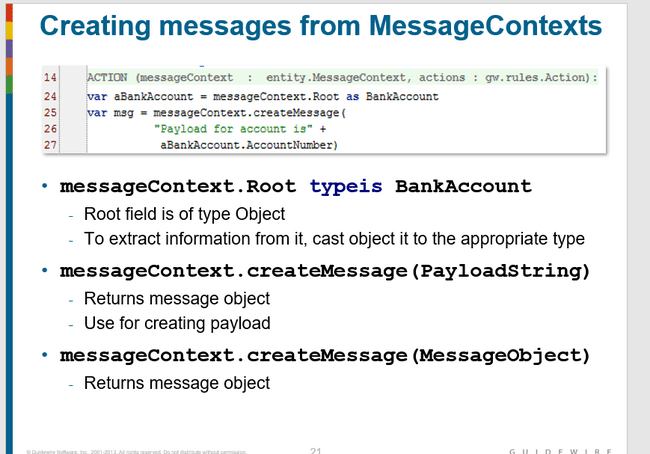 Creating messages from MessageContexts
14 ACTION (messageContext : entity.MessageContext, actions : gw.rules.Action):
24 var aBankAccount = messageContext.Root as BankAccount
25 var msg = messageContext.createMessage(
26 "Payload for account is" +
27 aBankAccount.AccountNumber)
• messageContext.Root typeis BankAccount
- Root field is of type Object
- To extract information from it, cast object it to the appropriate type
• messageContext.createMessage(PayloadString)
- Returns message object
- Use for creating payload
• messageContext.createMessage(MessageObject)
- Returns message object
© Guidewire Software, Inc. 2001-2013. All rights reserved. Do not distribute without permission.
21
GUIDEWIRE